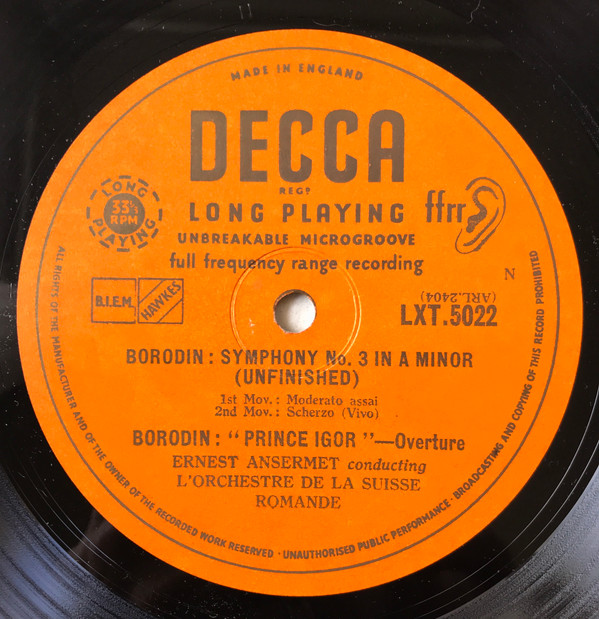 MADE IN ENGLAND
DECCA
REGD
LONG PLAYING
33⅓
RPM
LONG PLAYING
ffrr
UNBREAKABLE MICROGROOVE
full frequency range recording
B.I.E.M.
HAWKES
N
(ARL.2404)
LXT.5022
BORODIN: SYMPHONY No. 3 IN A MINOR
(UNFINISHED)
1st Mov.: Moderato assai
2nd Mov.: Scherzo (Vivo)
BORODIN: “PRINCE IGOR”—Overture
ERNEST ANSERMET conducting
L'ORCHESTRE DE LA SUISSE
ROMANDE
ALL RIGHTS OF THE MANUFACTURER AND OF THE OWNER OF THE RECORDED WORK RESERVED · UNAUTHORISED PUBLIC PERFORMANCE · BROADCASTING AND COPYING OF THIS RECORD PROHIBITED